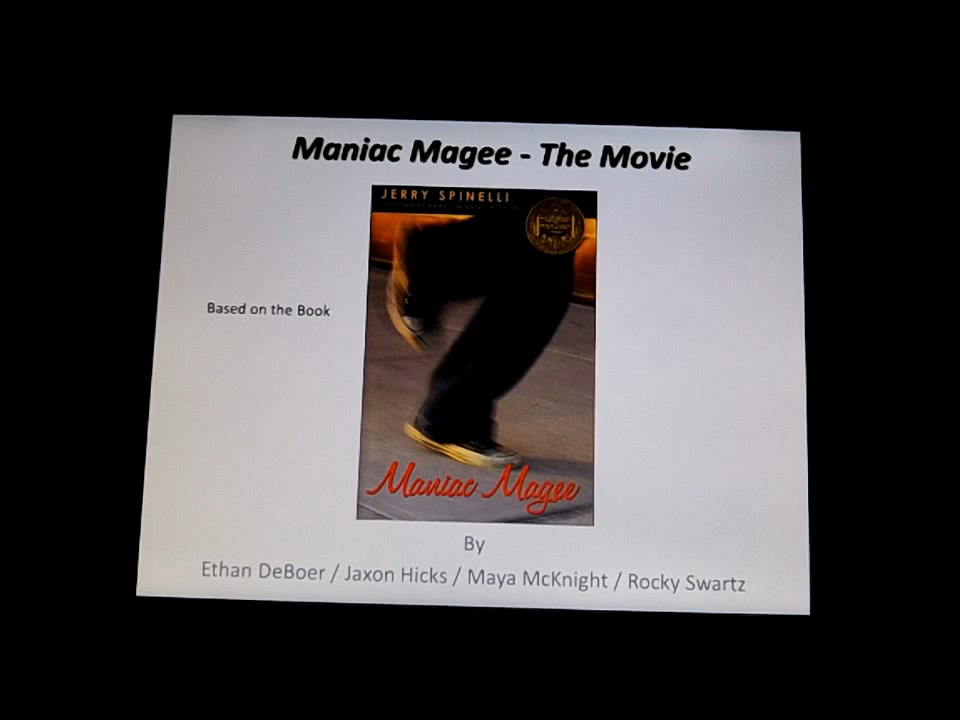 Maniac Magee - The Movie
JERRY SPINELLI
Based on the Book
Maniac Magee
By
Ethan DeBoer / Jaxon Hicks / Maya McKnight / Rocky Swartz